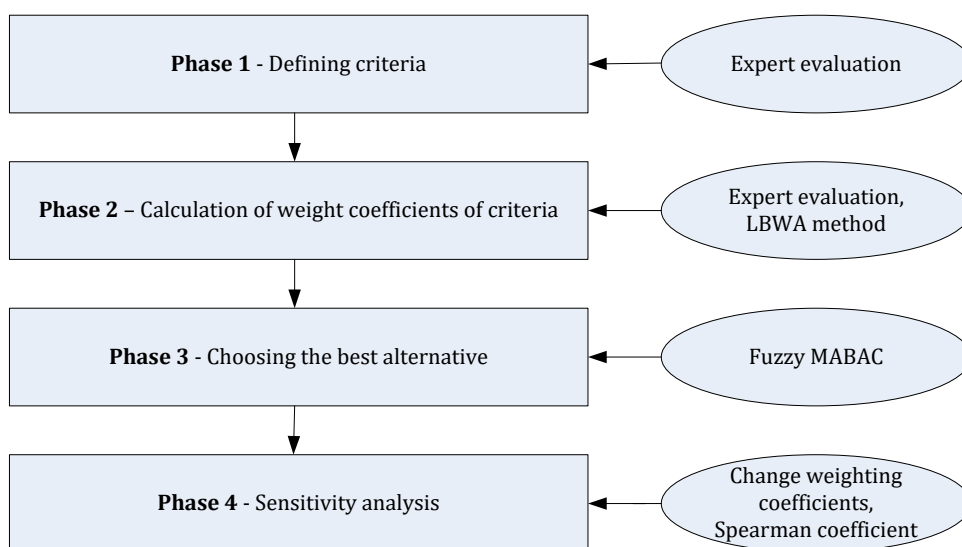 Phase 1 - Defining criteria
Expert evaluation
Phase 2 – Calculation of weight coefficients of criteria
Expert evaluation,
LBWA method
Phase 3 - Choosing the best alternative
Fuzzy MABAC
Phase 4 - Sensitivity analysis
Change weighting
coefficients,
Spearman coefficient